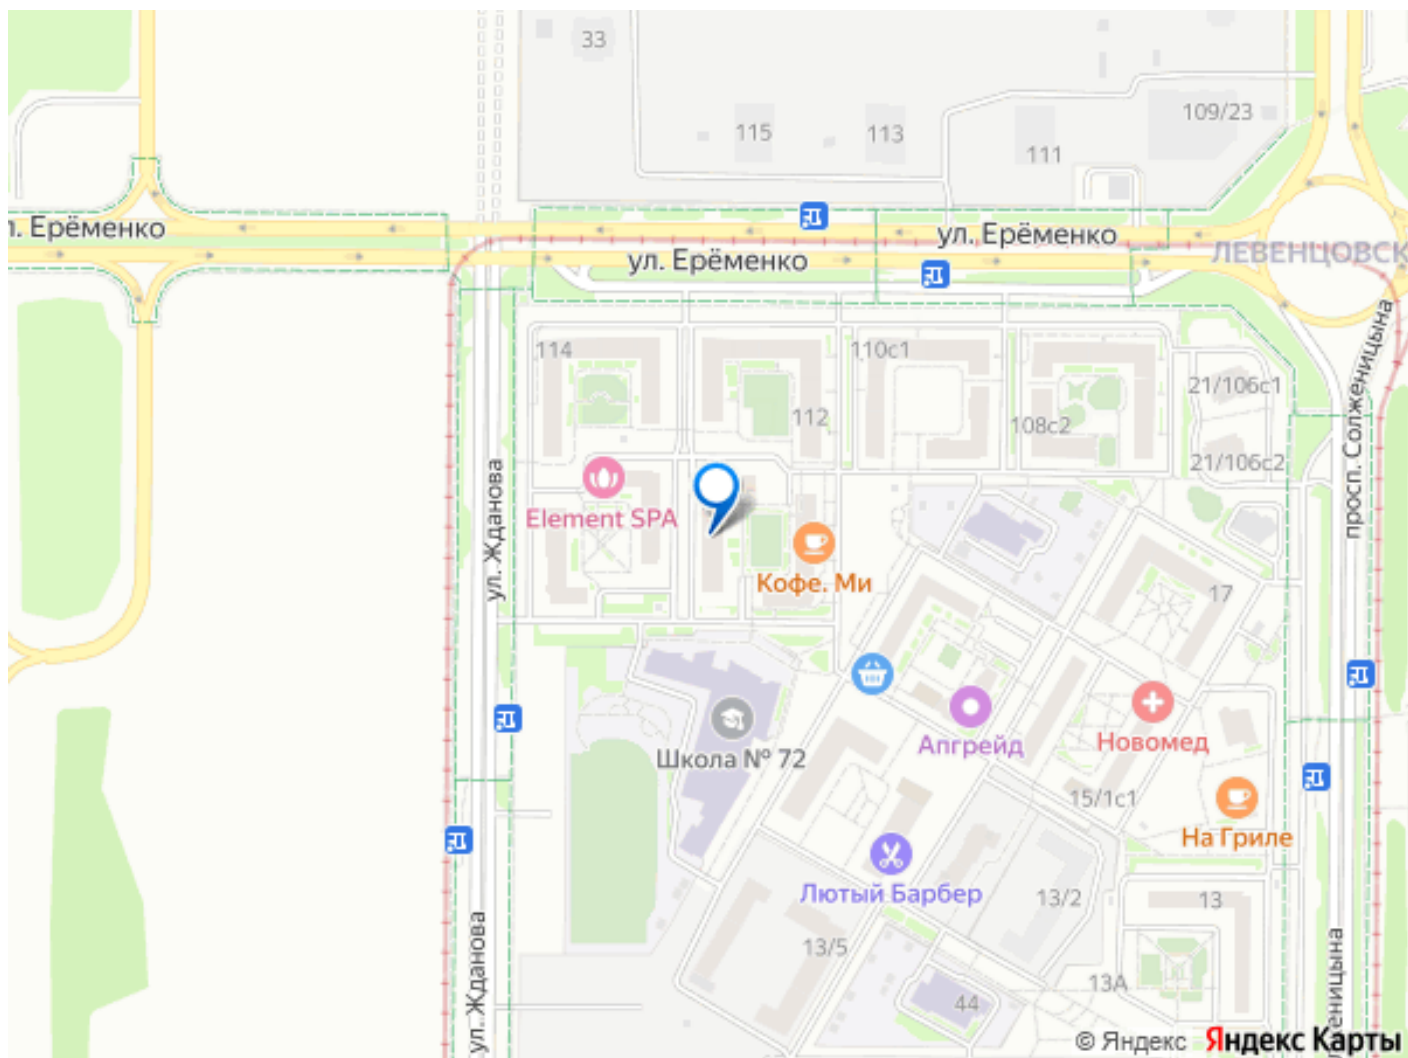 33
109/23
115
113
111
л. Ерёменко
ул. Ерёменко
ул. Ерёменко
ЛЕВЕНЦОВСК
114
110с1
21/106с1
112
108с2
21/106с2
просп. Солженицына
ул. Жданова
Element SPA
Кофе. Ми
17
Школа № 72
Апгрейд
Новомед
15/1с1
На Гриле
Лютый Барбер
13/2
13
13/5
ул. Жданова
13А
44
еницына
© Яндекс Яндекс Карты